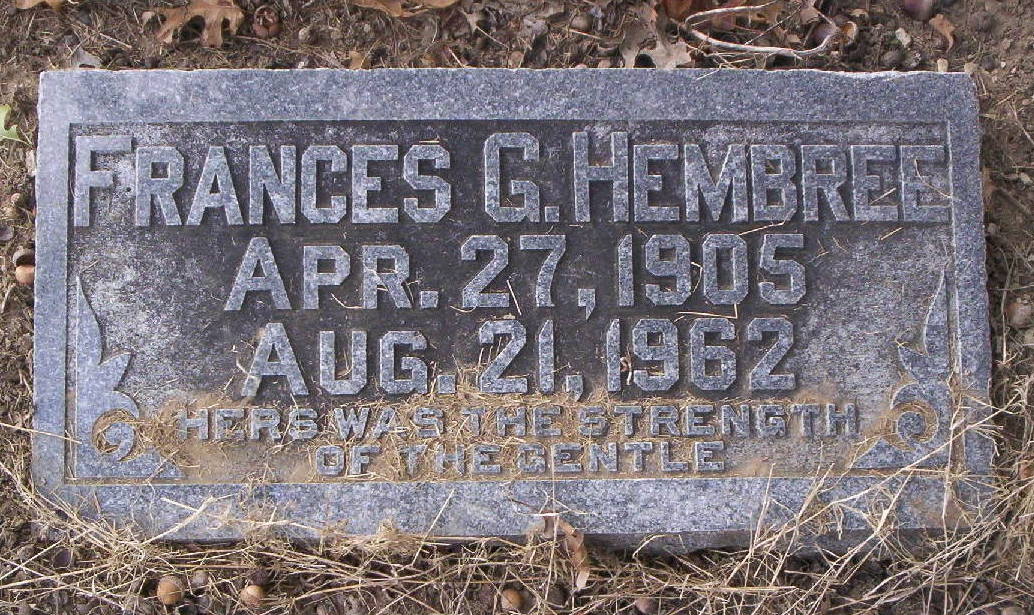 FRANCES G. HEMBREE
APR. 27, 1905
AUG. 21, 1962
HERS WAS THE STRENGTH
OF THE GENTLE